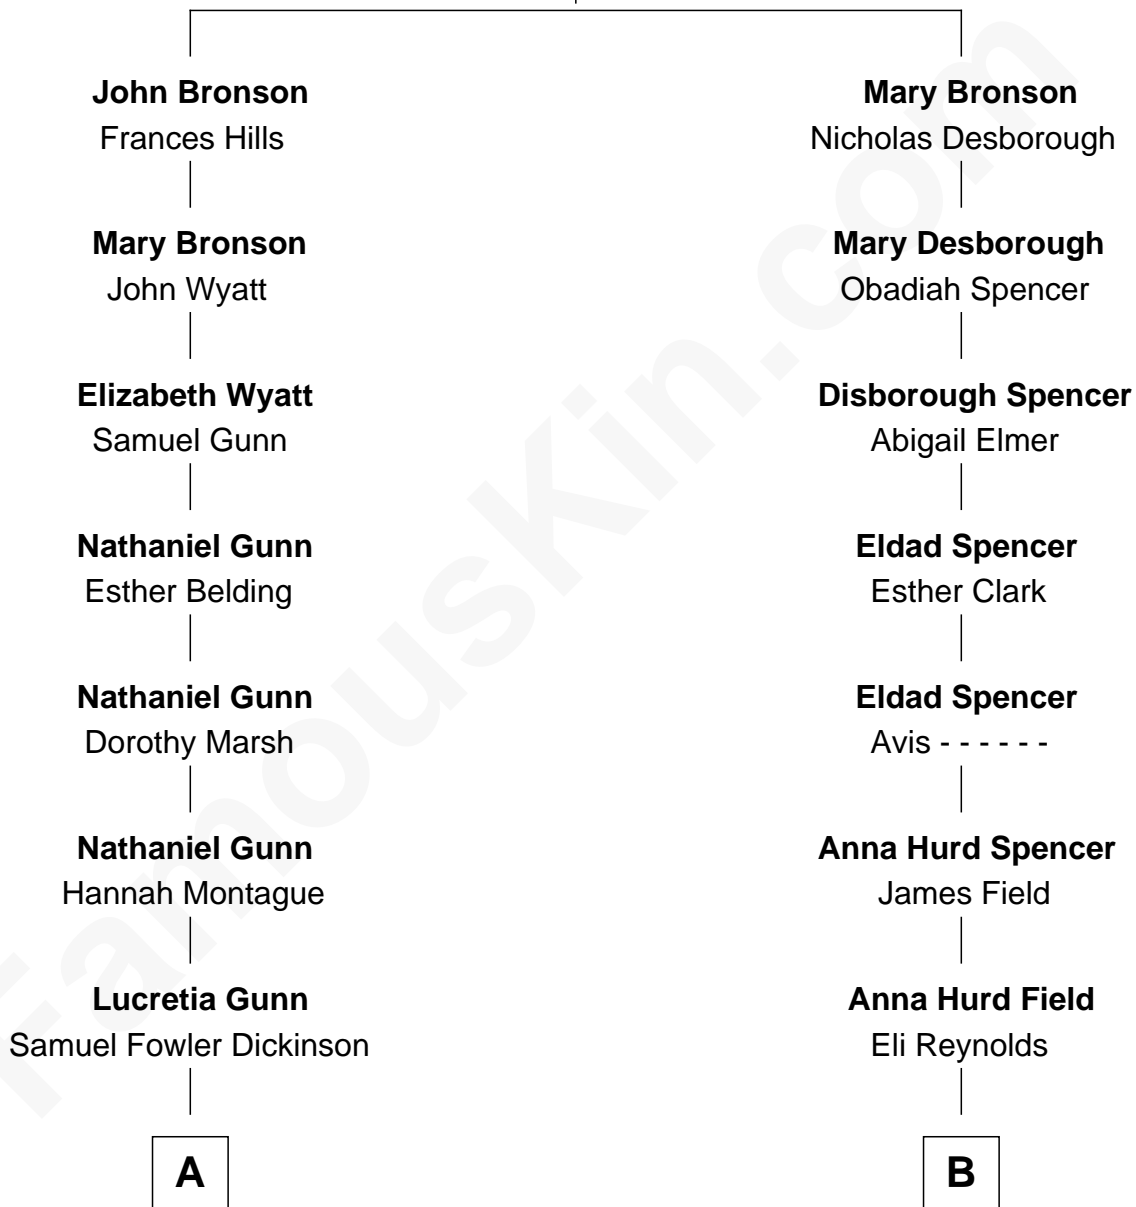 John Bronson
Frances Hills
Mary Bronson
John Wyatt
Elizabeth Wyatt
Samuel Gunn
Nathaniel Gunn
Esther Belding
Nathaniel Gunn
Dorothy Marsh
Nathaniel Gunn
Hannah Montague
Lucretia Gunn
Samuel Fowler Dickinson
A
Mary Bronson
Nicholas Desborough
Mary Desborough
Obadiah Spencer
Disborough Spencer
Abigail Elmer
Eldad Spencer
Esther Clark
Eldad Spencer
Avis - - - - - -
Anna Hurd Spencer
James Field
Anna Hurd Field
Eli Reynolds
B
FamousKin.com